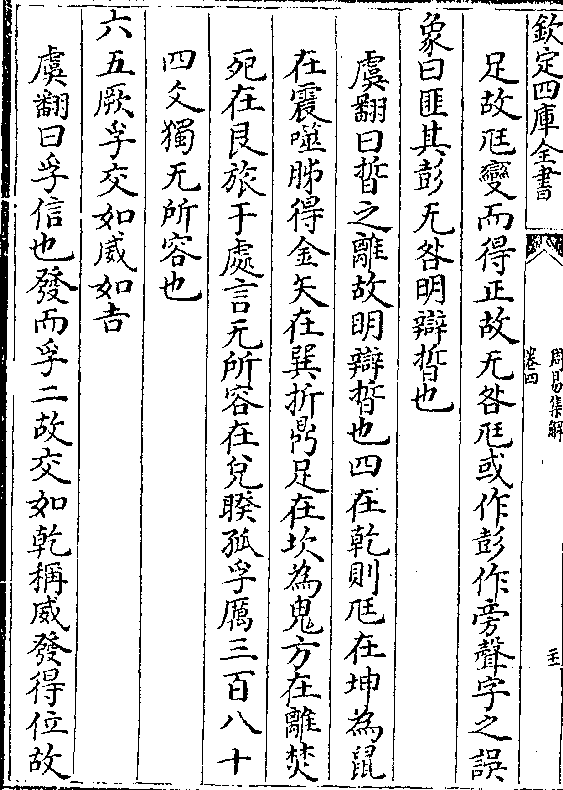 欽定四庫全書
周易集解
卷四
足故尫變而得正故无咎尫或作彭作旁聲字之誤
象曰匪其彭无咎明辯晢也
虞翻曰晢之離故明辯晢也四在乾則尫在坤為鼠
在震噬胏得金矢在巽折鼎足在坎為鬼方在離焚
死在艮旅于處言无所容在兌睽孤孚厲三百八十
四爻獨无所容也
六五厥孚交如威如吉
虞翻曰孚信也發而孚二故交如乾稱威發得位故